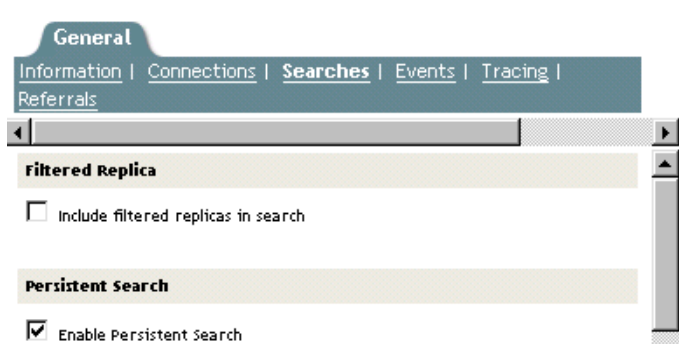 General
Information | Connections | Searches | Events | Tracing |
Referrals
Filtered Replica
Include filtered replicas in search
Persistent Search
Enable Persistent Search